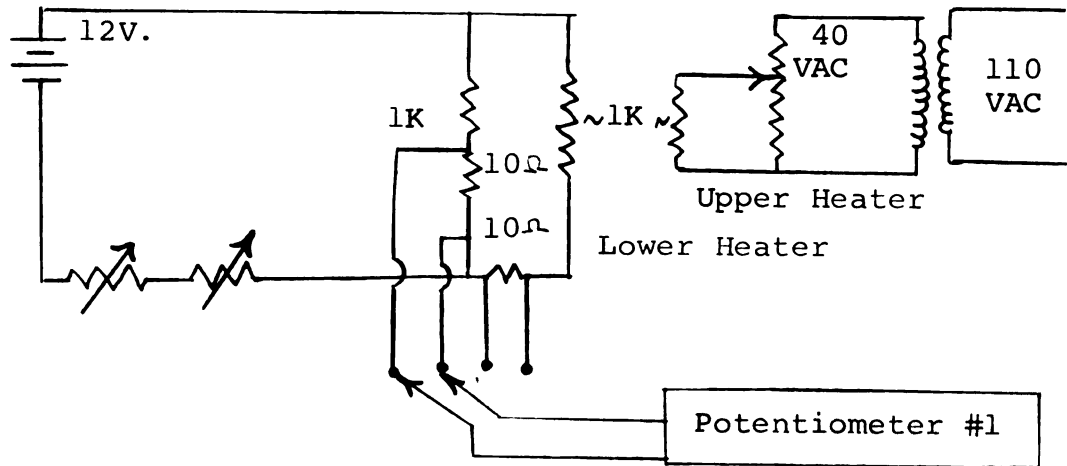 12V.
40
VAC
110
VAC
1K
~1K~
10Ω
Upper Heater
10Ω
Lower Heater
Potentiometer #1